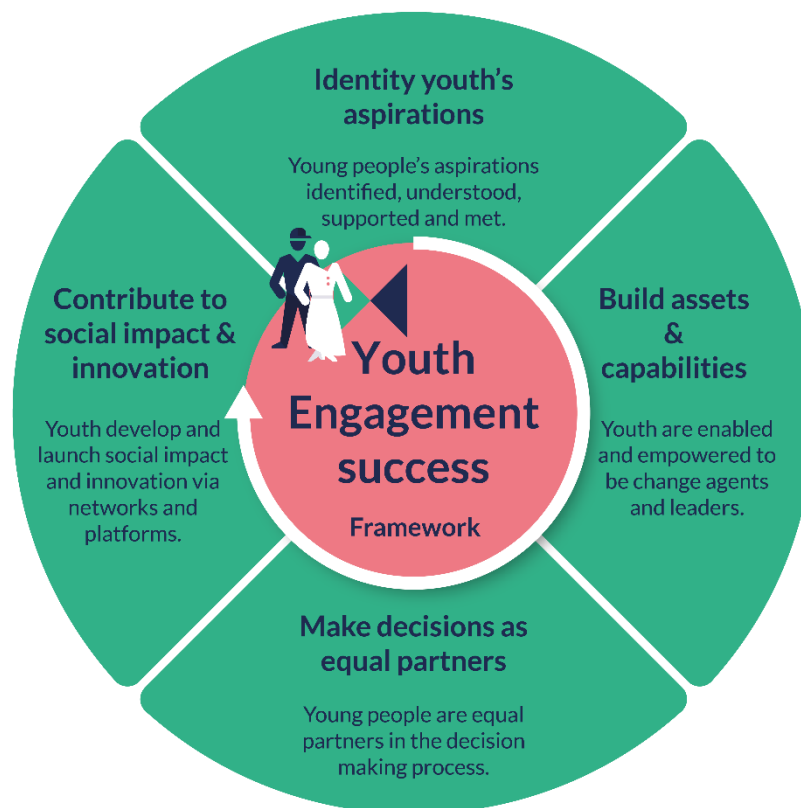 Identity youth's
aspirations
Young people's aspirations
identified, understood,
supported and met.
Build assets
&
capabilities
Youth are enabled
and empowered to
be change agents
and leaders.
Make decisions as
equal partners
Young people are equal
partners in the decision
making process.
Contribute to
social impact &
innovation
Youth develop and
launch social impact
and innovation via
networks and
platforms.
Youth
Engagement
success
Framework